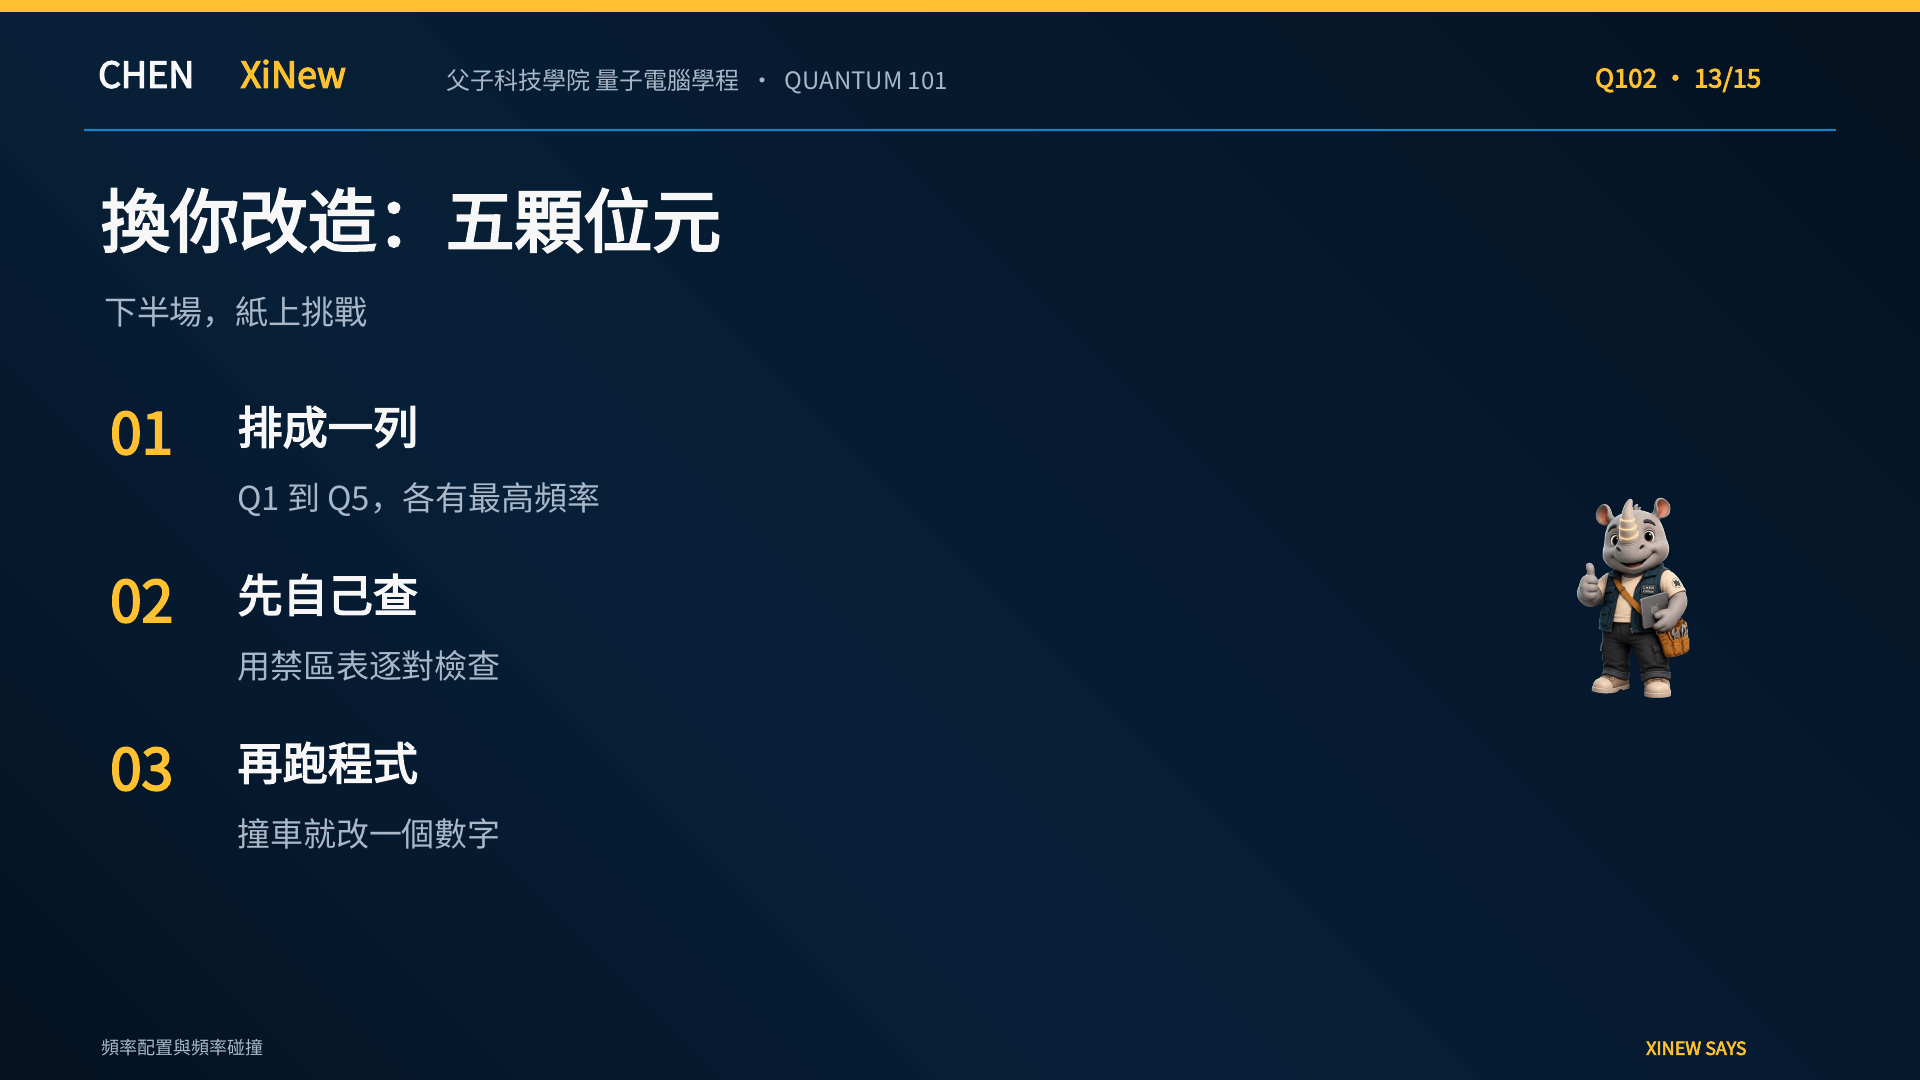 CHEN XiNew 父子科技學院 量子電腦學程 · QUANTUM 101 Q102 · 13/15
換你改造：五顆位元
下半場，紙上挑戰
01 排成一列
Q1 到 Q5，各有最高頻率
02 先自己查
用禁區表逐對檢查
03 再跑程式
撞車就改一個數字
頻率配置與頻率碰撞 XINEW SAYS